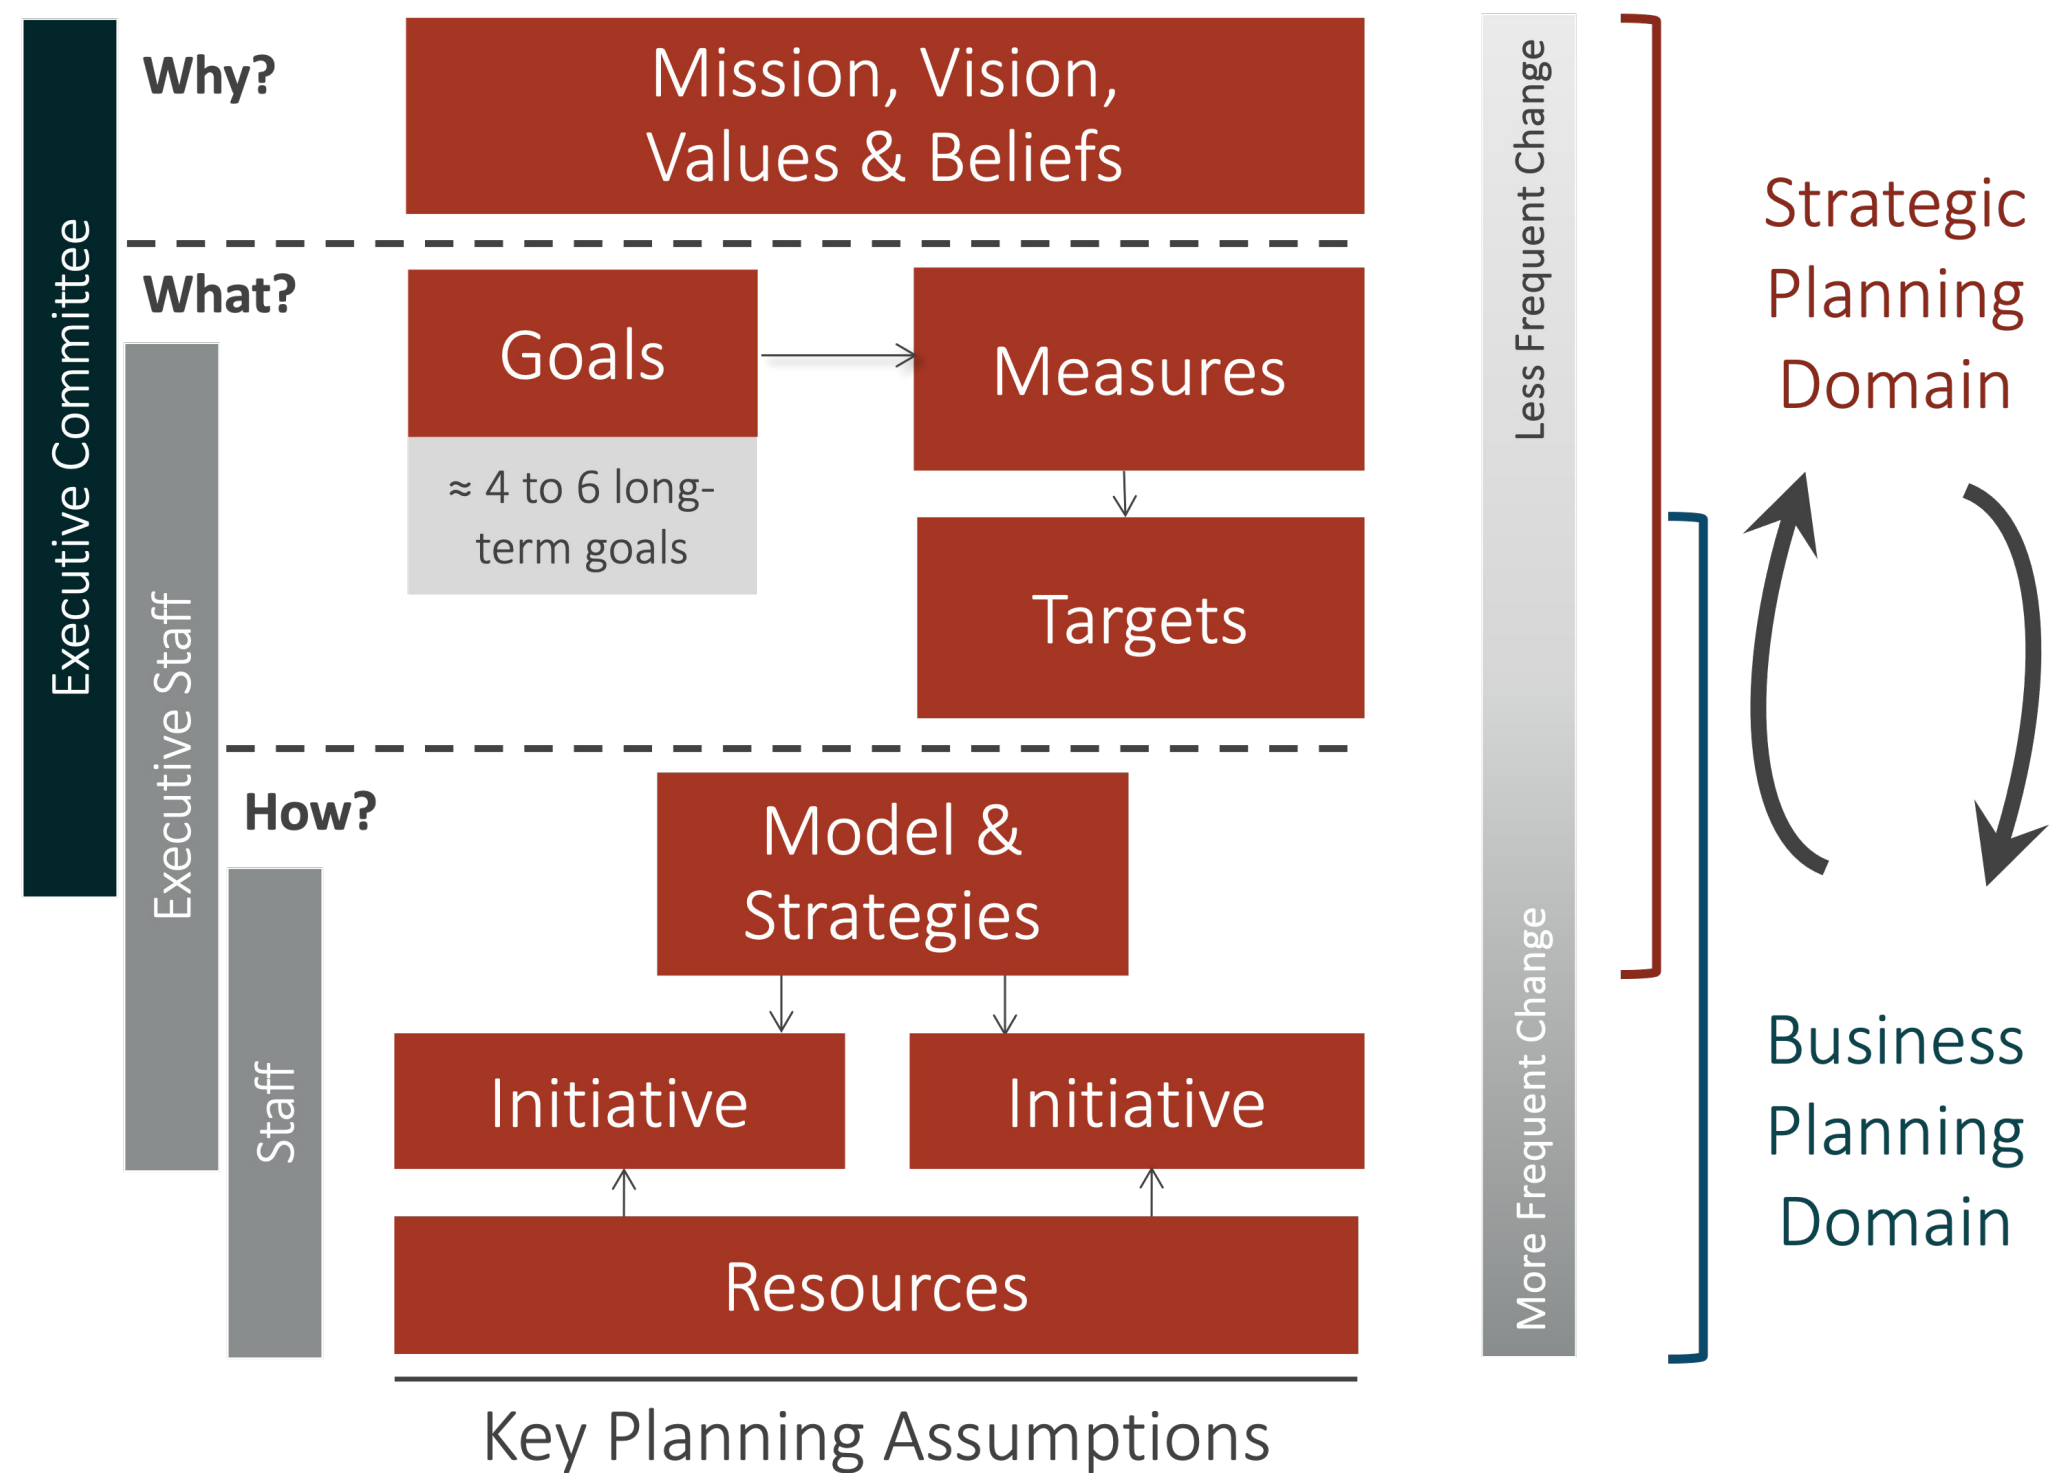 Executive Committee
Executive Staff
Staff
Why?
Mission, Vision,
Values & Beliefs
What?
Goals
≈ 4 to 6 long-
term goals
Measures
Targets
How?
Model &
Strategies
Initiative
Initiative
Resources
Key Planning Assumptions
Less Frequent Change
More Frequent Change
Strategic
Planning
Domain
Business
Planning
Domain